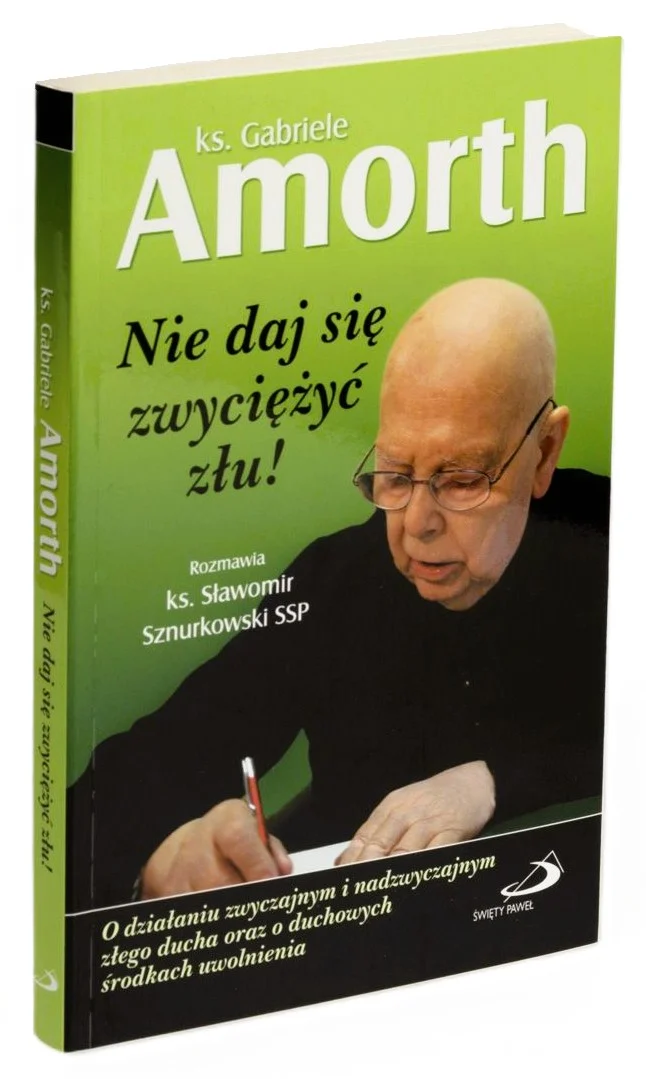 ks. Gabriele
Amorth
Nie daj się
zwyciężyć
złu!
Rozmawia
ks. Sławomir
Sznurkowski SSP
O działaniu zwyczajnym i nadzwyczajnym
złego ducha oraz o duchowych
środkach uwolnienia
ŚWIĘTY PAWEŁ
ks. Gabriele Amorth Nie daj się zwyciężyć złu!